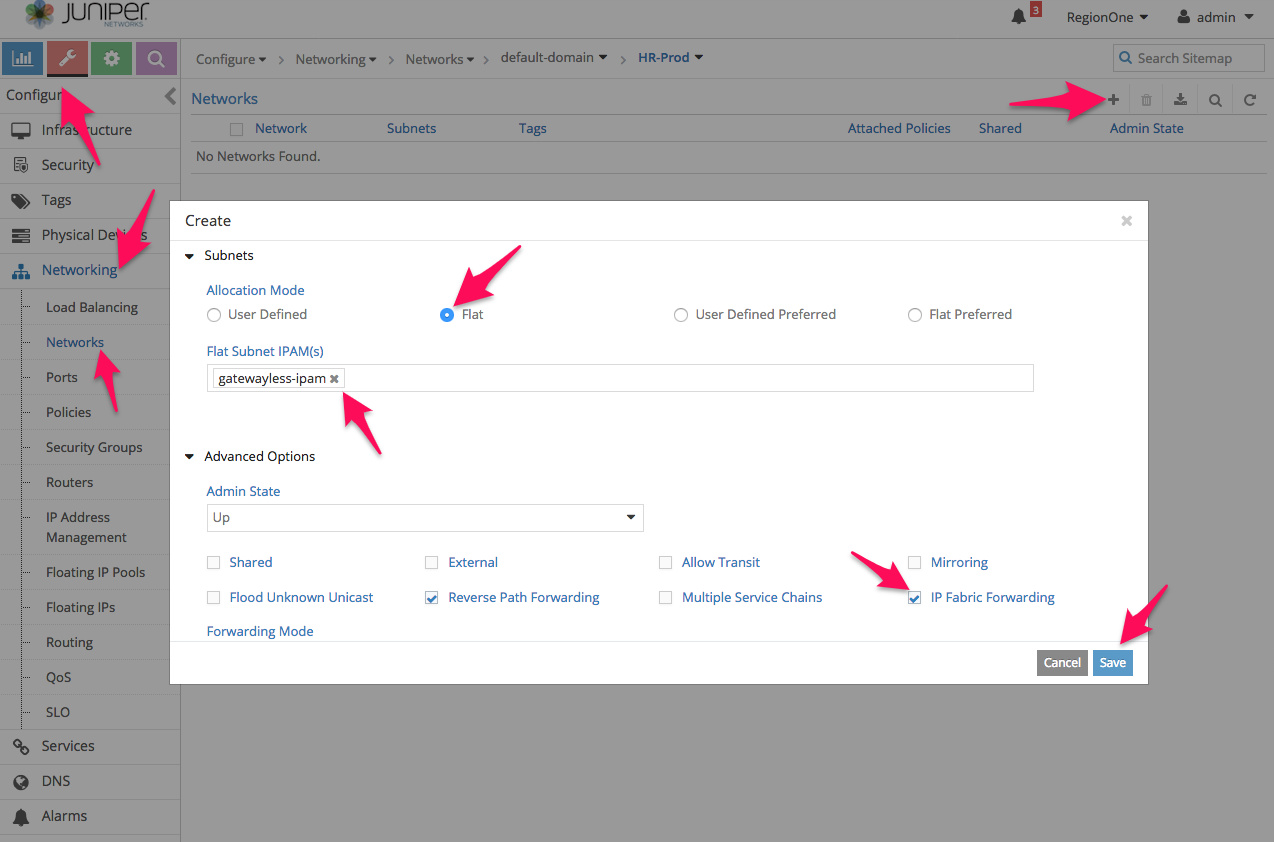 JUNIPER
NETWORKS
3
RegionOne
admin
Configure
Networking
Networks
default-domain
HR-Prod
Search Sitemap
Configur
Networks
Network
Subnets
Tags
Attached Policies
Shared
Admin State
No Networks Found.
Infrastructure
Security
Tags
Physical Devices
Networking
Load Balancing
Networks
Ports
Policies
Security Groups
Routers
IP Address
Management
Floating IP Pools
Floating IPs
Routing
QoS
SLO
Services
DNS
Alarms
Create
Subnets
Allocation Mode
User Defined
Flat
User Defined Preferred
Flat Preferred
Flat Subnet IPAM(s)
gatewayless-ipam
Advanced Options
Admin State
Up
Shared
External
Allow Transit
Mirroring
Flood Unknown Unicast
Reverse Path Forwarding
Multiple Service Chains
IP Fabric Forwarding
Forwarding Mode
Cancel
Save